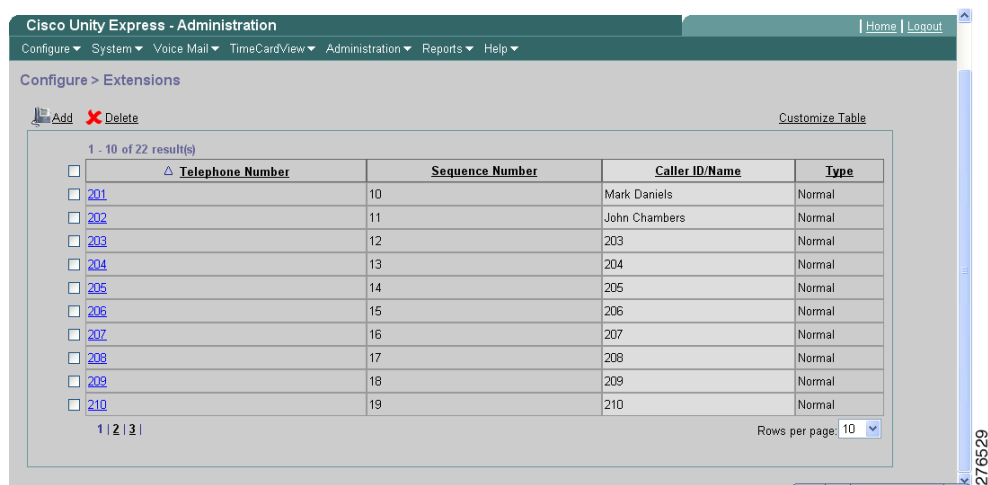 Cisco Unity Express - Administration
| Home | Logout
Configure System Voice Mail TimeCardView Administration Reports Help
Configure > Extensions
Add Delete Customize Table
1 - 10 of 22 result(s)
Telephone Number Sequence Number Caller ID/Name Type
201 10 Mark Daniels Normal
202 11 John Chambers Normal
203 12 203 Normal
204 13 204 Normal
205 14 205 Normal
206 15 206 Normal
207 16 207 Normal
208 17 208 Normal
209 18 209 Normal
210 19 210 Normal
1 | 2 | 3 |
Rows per page: 10
276529